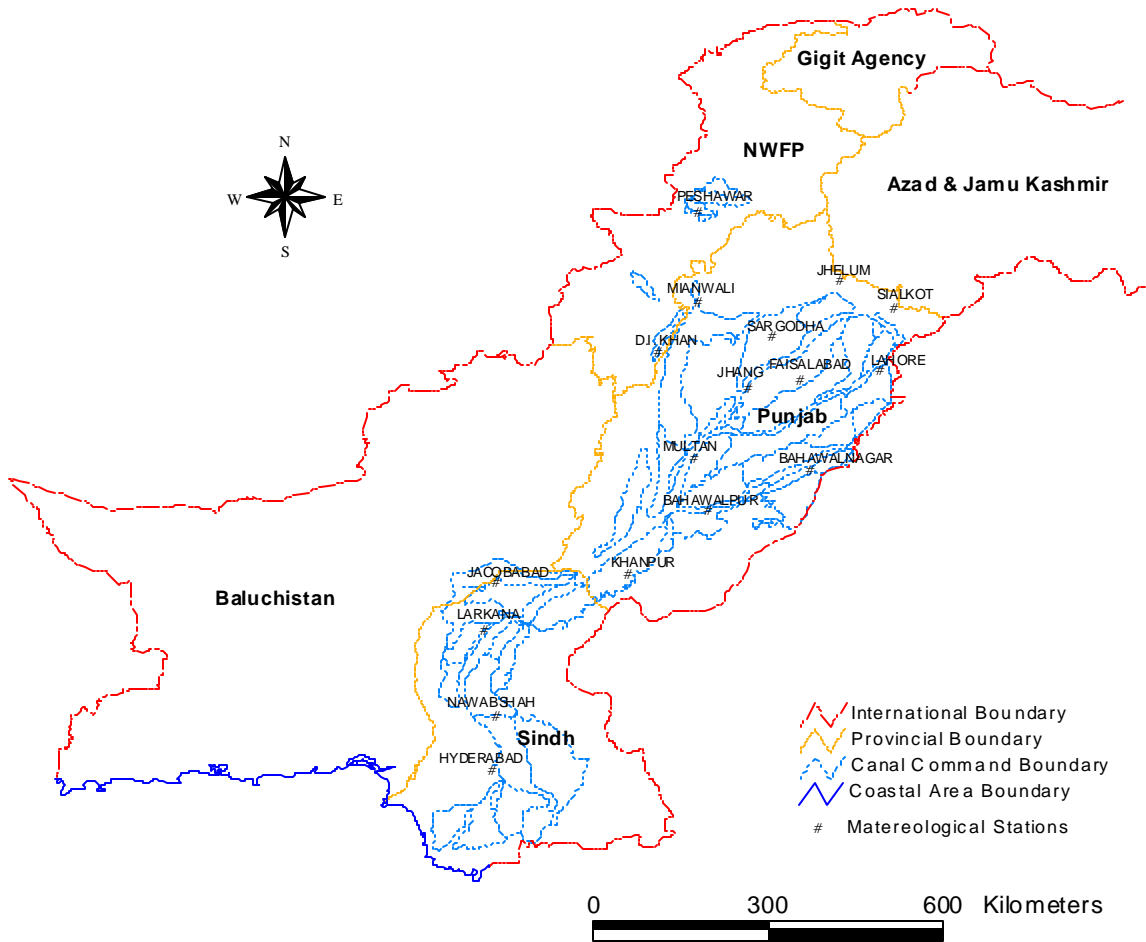 Gigit Agency
N
NWFP
Azad & Jamu Kashmir
W
E
PESHAWAR
#
S
JHELUM
#
MIANWALI
#
SIALKOT
#
SARGODHA
#
D.I. KHAN
#
FAISALABAD
#
LAHORE
#
JHANG
#
Punjab
MULTAN
#
BAHAWALNAGAR
#
BAHAWALPUR
#
KHANPUR
#
JACOBABAD
#
Baluchistan
LARKANA
#
NAWABSHAH
#
Sindh
HYDERABAD
#
International Boundary
Provincial Boundary
Canal Command Boundary
Coastal Area Boundary
# Matereological Stations
0 300 600 Kilometers